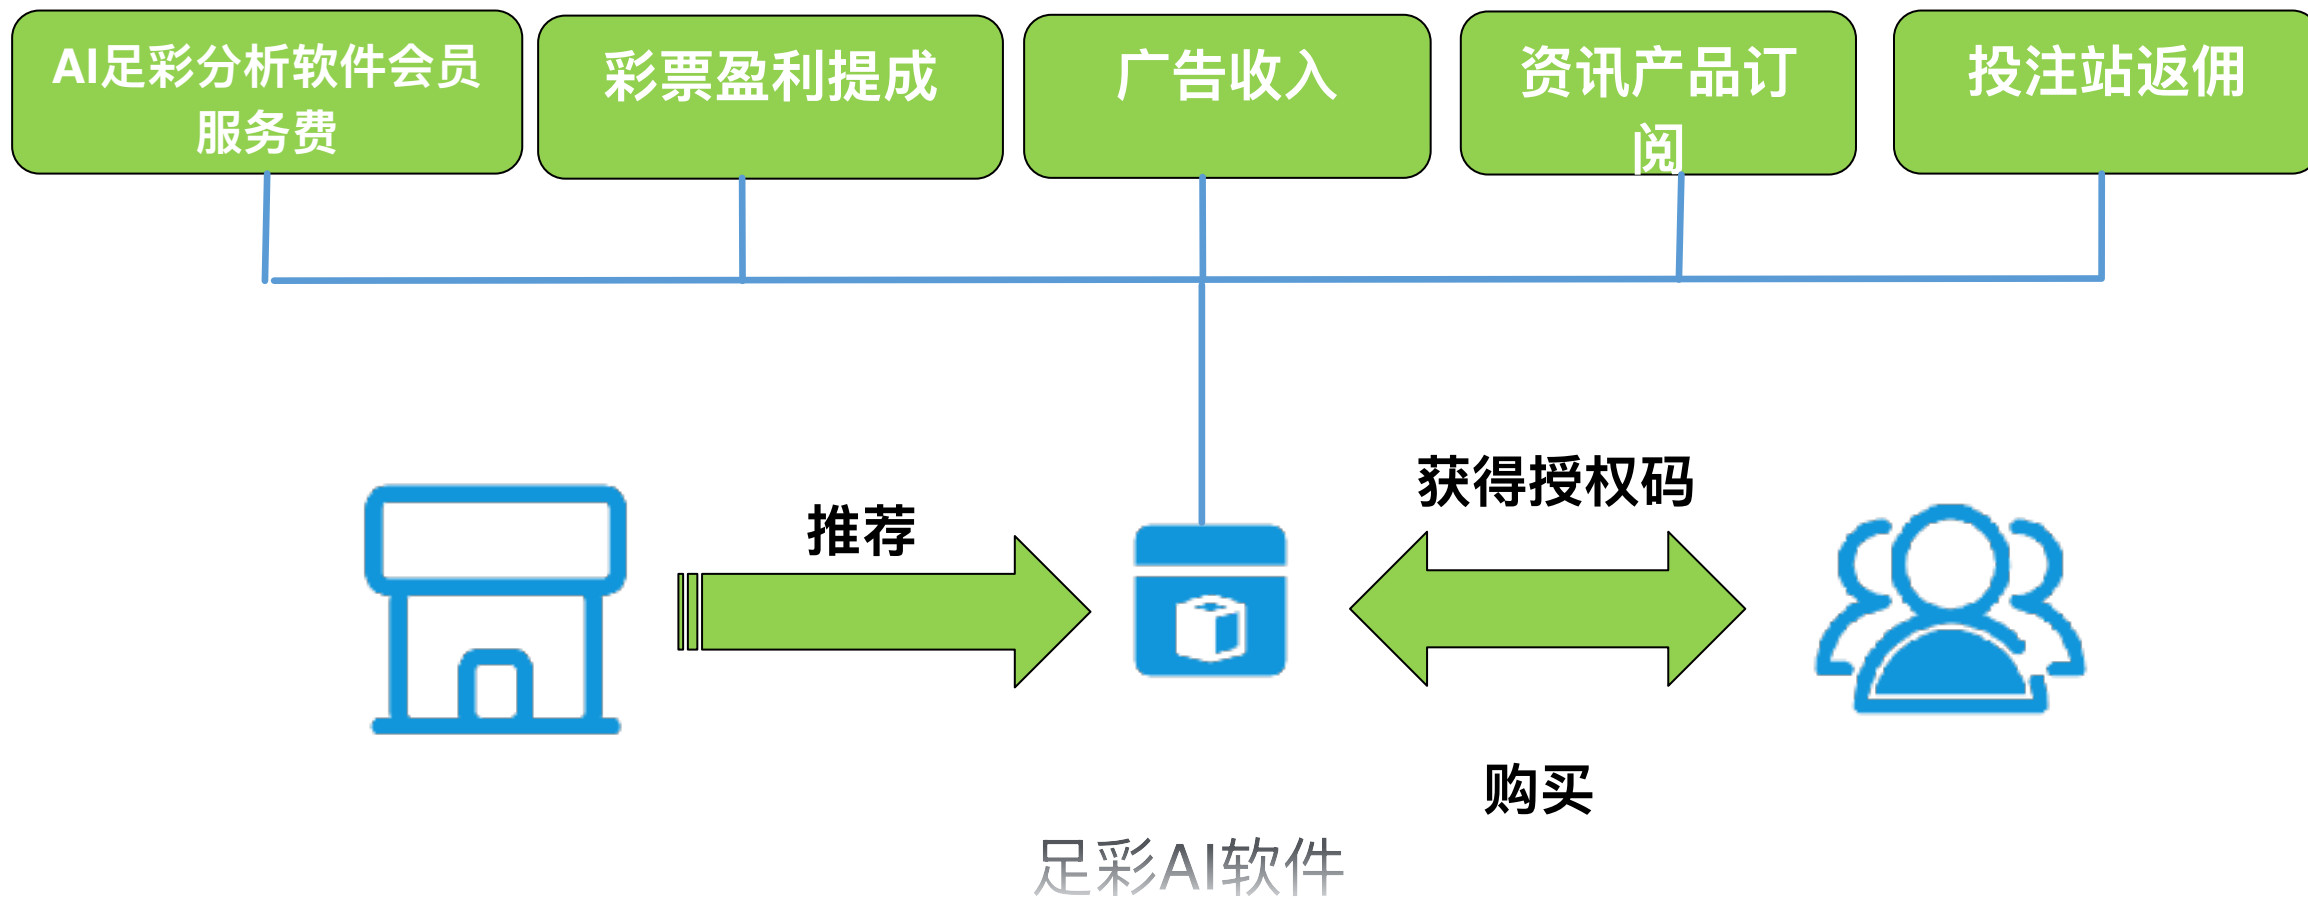 AI足彩分析软件会员
服务费
彩票盈利提成
广告收入
资讯产品订
阅
投注站返佣
推荐
获得授权码
购买
足彩AI软件